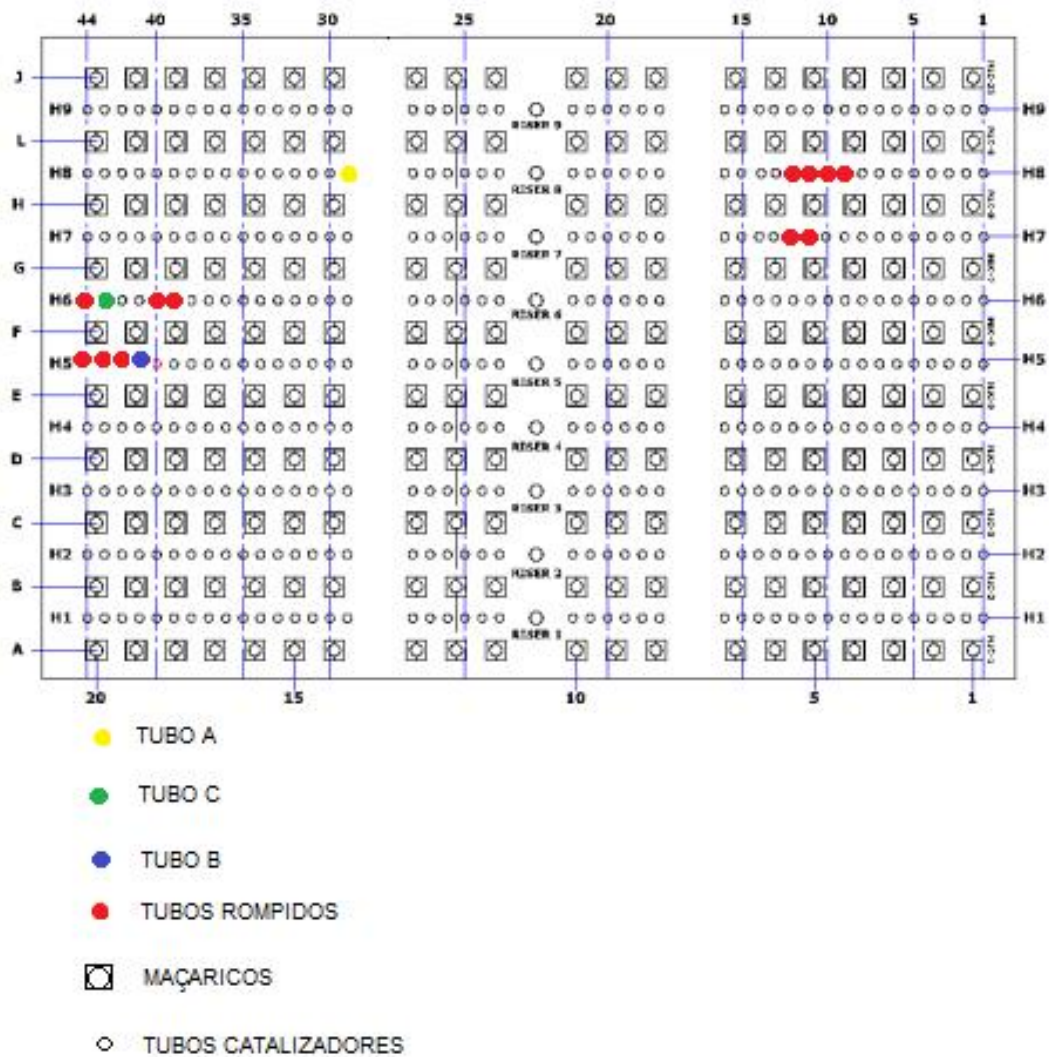 44 40 35 30 25 20 15 10 5 1
J
H9 H9
RISER 9
L
H8 H8
RISER 8
H
H7 H7
RISER 7
G
H6 H6
RISER 6
F
H5 H5
RISER 5
E
H4 H4
RISER 4
D
H3 H3
RISER 3
C
H2 H2
RISER 2
B
H1 H1
RISER 1
A
20 15 10 5 1
TUBO A
TUBO C
TUBO B
TUBOS ROMPIDOS
MAÇARICOS
TUBOS CATALIZADORES